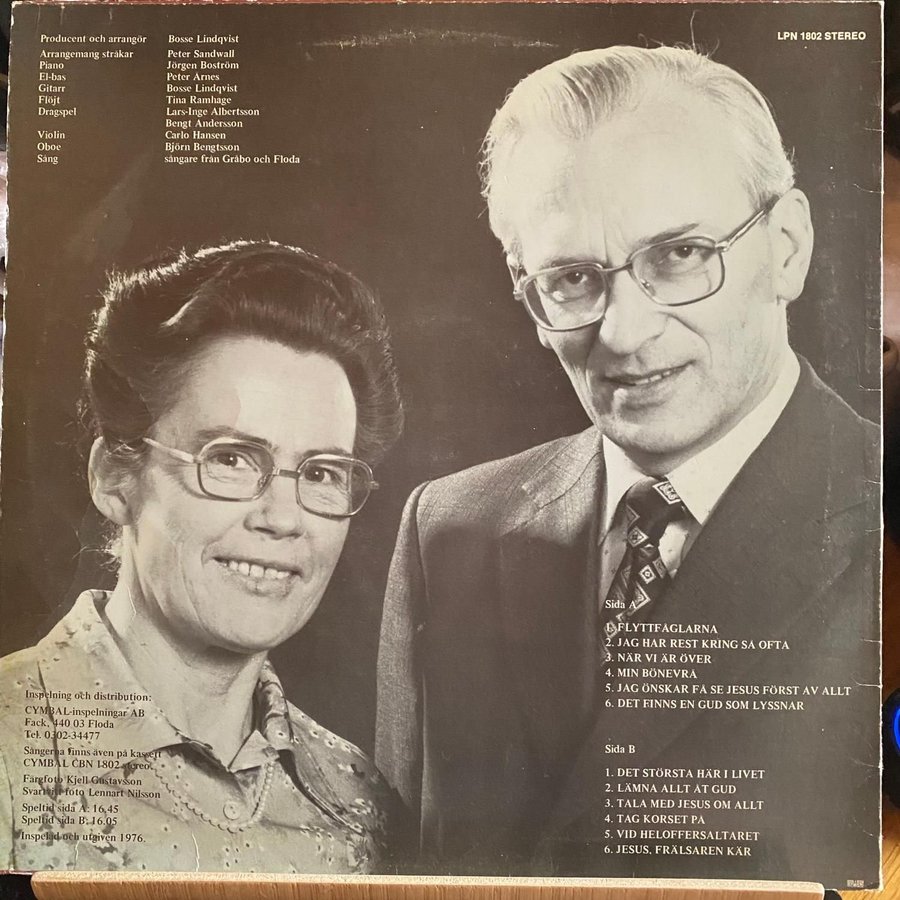 LPN 1802 STEREO
Producent och arrangör Bosse Lindqvist
Arrangemang stråkar Peter Sandwall
Piano Jörgen Boström
El-bas Peter Arnes
Gitarr Bosse Lindqvist
Flöjt Tina Ramhage
Dragspel Lars-Inge Albertsson
Bengt Andersson
Violin Carlo Hansen
Oboe Björn Bengtsson
Sång sångare från Gråbo och Floda
Sida A
1. FLYTTFÅGLARNA
2. JAG HAR REST KRING SÅ OFTA
3. NÄR VI ÄR ÖVER
4. MIN BÖNEVRA
5. JAG ÖNSKAR FÅ SE JESUS FÖRST AV ALLT
6. DET FINNS EN GUD SOM LYSSNAR
Sida B
1. DET STÖRSTA HÄR I LIVET
2. LÄMNA ALLT ÅT GUD
3. TALA MED JESUS OM ALLT
4. TAG KORSET PÅ
5. VID HELOFFERSALTARET
6. JESUS, FRÄLSAREN KÄR
Inspelning och distribution:
CYMBAL-inspelningar AB
Fack, 440 03 Floda
Tel. 0302-34477
Sångerna finns även på kassett
CYMBAL CBN 1802 stereo.
Färgfoto Kjell Gustavsson
Svartvitt foto Lennart Nilsson
Speltid sida A: 16,45
Speltid sida B: 16.05
Inspelad och utgiven 1976.